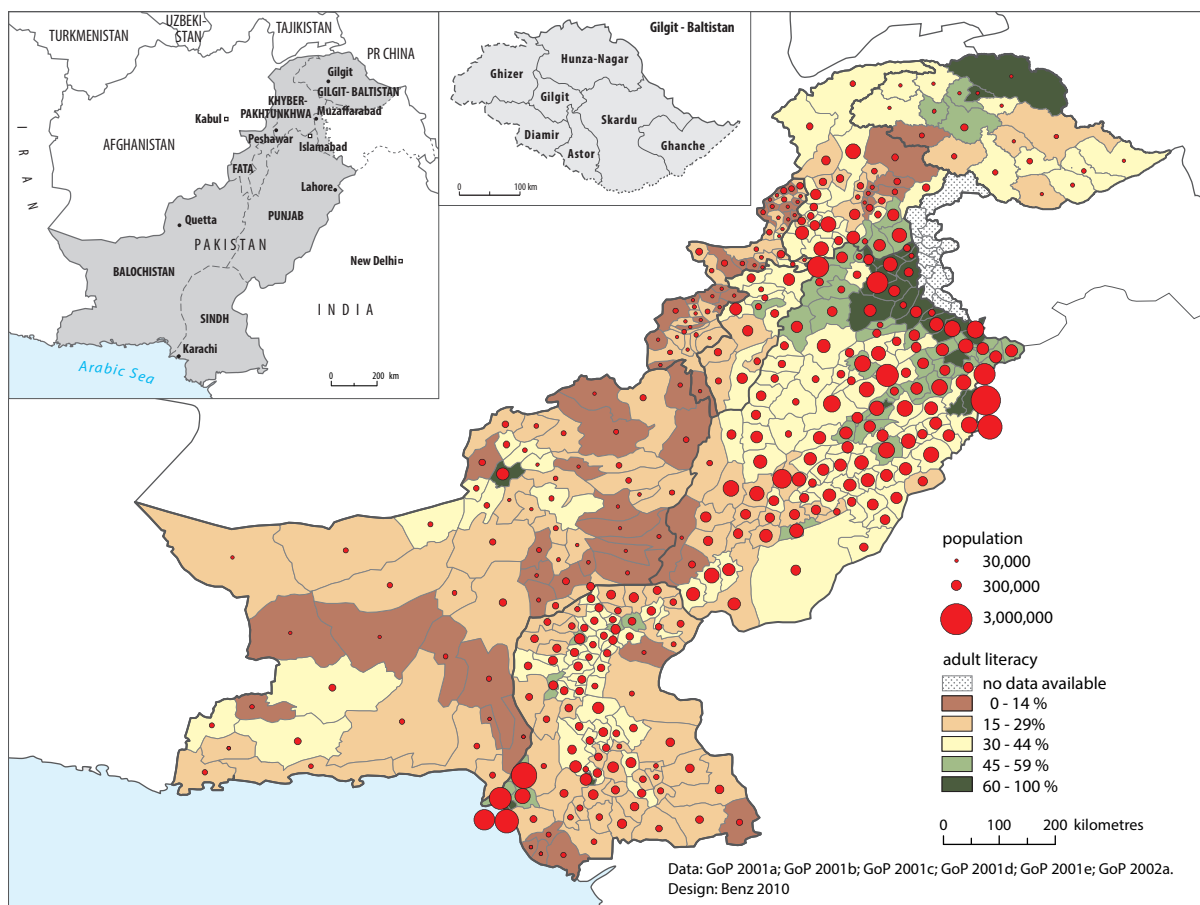 TURKMENISTAN
UZBEKI-
STAN
TAJIKISTAN
PR CHINA
Gilgit
GILGIT- BALTISTAN
KHYBER-
PAKHTUNKHWA
Muzaffarabad
Kabul
Peshawar
Islamabad
AFGHANISTAN
FATA
Lahore
I R A N
Quetta
PUNJAB
P A K I S T A N
BALOCHISTAN
New Delhi
I N D I A
SINDH
Karachi
Arabic Sea
0 200 km
Gilgit - Baltistan
Hunza-Nagar
Ghizer
Gilgit
Skardu
Diamir
Ghanche
Astor
0 100 km
population
30,000
300,000
3,000,000
adult literacy
no data available
0 - 14 %
15 - 29%
30 - 44 %
45 - 59 %
60 - 100 %
0 100 200 kilometres
Data: GoP 2001a; GoP 2001b; GoP 2001c; GoP 2001d; GoP 2001e; GoP 2002a.
Design: Benz 2010